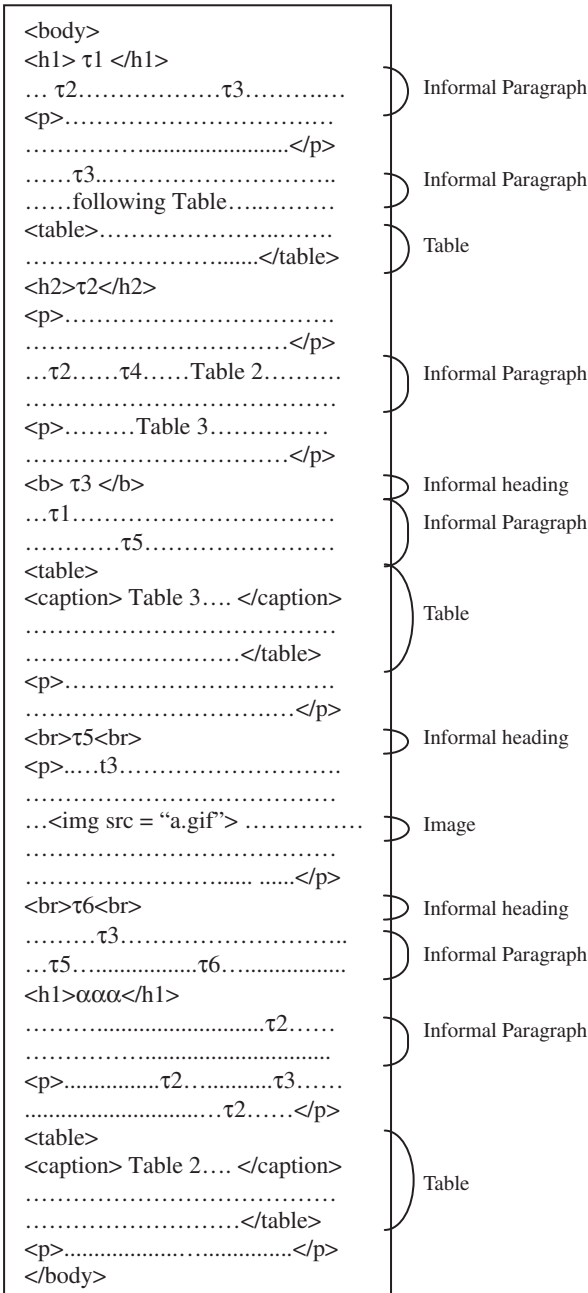 <body>
<h1> τ1 </h1>
… τ2………………τ3……….… Informal Paragraph
<p>……………………………
……………........................</p>
……τ3..……………………….. Informal Paragraph
……following Table…..………
<table>…………………..……. Table
…………………….......</table>
<h2>τ2</h2>
<p>…………………………….
……………………………</p>
…τ2……τ4……Table 2………. Informal Paragraph
…………………………………
<p>………Table 3……………
……………………………</p>
<b> τ3 </b> Informal heading
…τ1…………………………… Informal Paragraph
…………τ5……………………
<table>
<caption> Table 3…. </caption> Table
…………………………………
………………………</table>
<p>……………………………
……………………….…</p>
<br>τ5<br> Informal heading
<p>..…t3……………………….
…………………………………
…<img src = “a.gif”> …………… Image
…………………………………
……………………...... ......</p>
<br>τ6<br> Informal heading
………τ3………………………..
…τ5…..................τ6…................. Informal Paragraph
<h1>ααα</h1>
………...........................τ2…… Informal Paragraph
……………...............................
<p>................τ2…...........τ3……
.............................…τ2……</p>
<table>
<caption> Table 2…. </caption>
………………………………… Table
………………………</table>
<p>...................…...............</p>
</body>